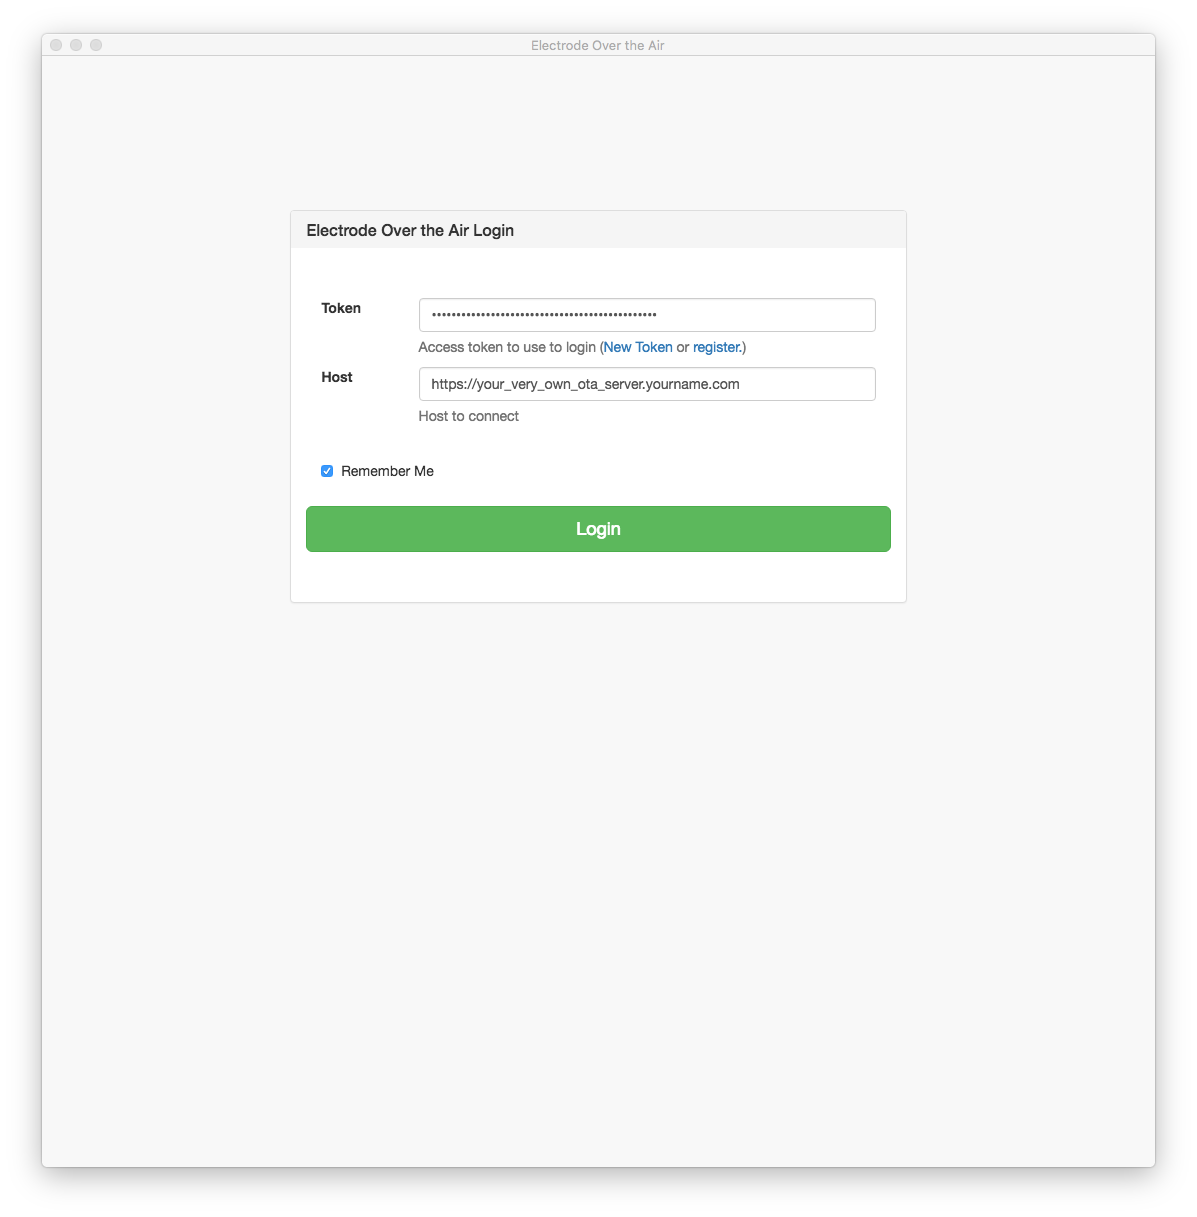 Electrode Over the Air
Electrode Over the Air Login
Token
••••••••••••••••••••••••••••••••••••••••••••••
Access token to use to login (New Token or register.)
Host
https://your_very_own_ota_server.yourname.com
Host to connect
Remember Me
Login